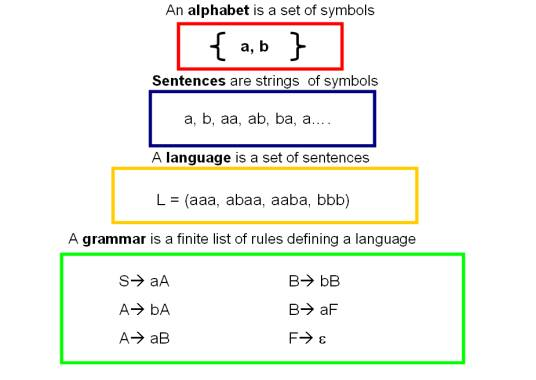 An alphabet is a set of symbols
{ a, b }
Sentences are strings of symbols
a, b, aa, ab, ba, a….
A language is a set of sentences
L = (aaa, abaa, aaba, bbb)
A grammar is a finite list of rules defining a language
S→ aA B→ bB
A→ bA B→ aF
A→ aB F→ ε